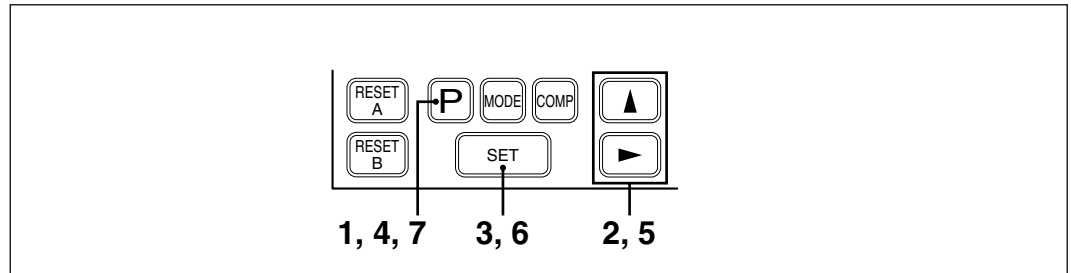 RESET
A
P
MODE
COMP
RESET
B
SET
1, 4, 7
3, 6
2, 5